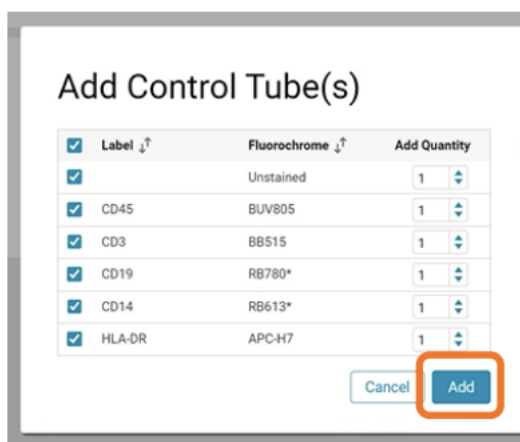 Add Control Tube(s)
Label Fluorochrome Add Quantity
Unstained 1
CD45 BUV805 1
CD3 BB515 1
CD19 RB780* 1
CD14 RB613* 1
HLA-DR APC-H7 1
Cancel Add